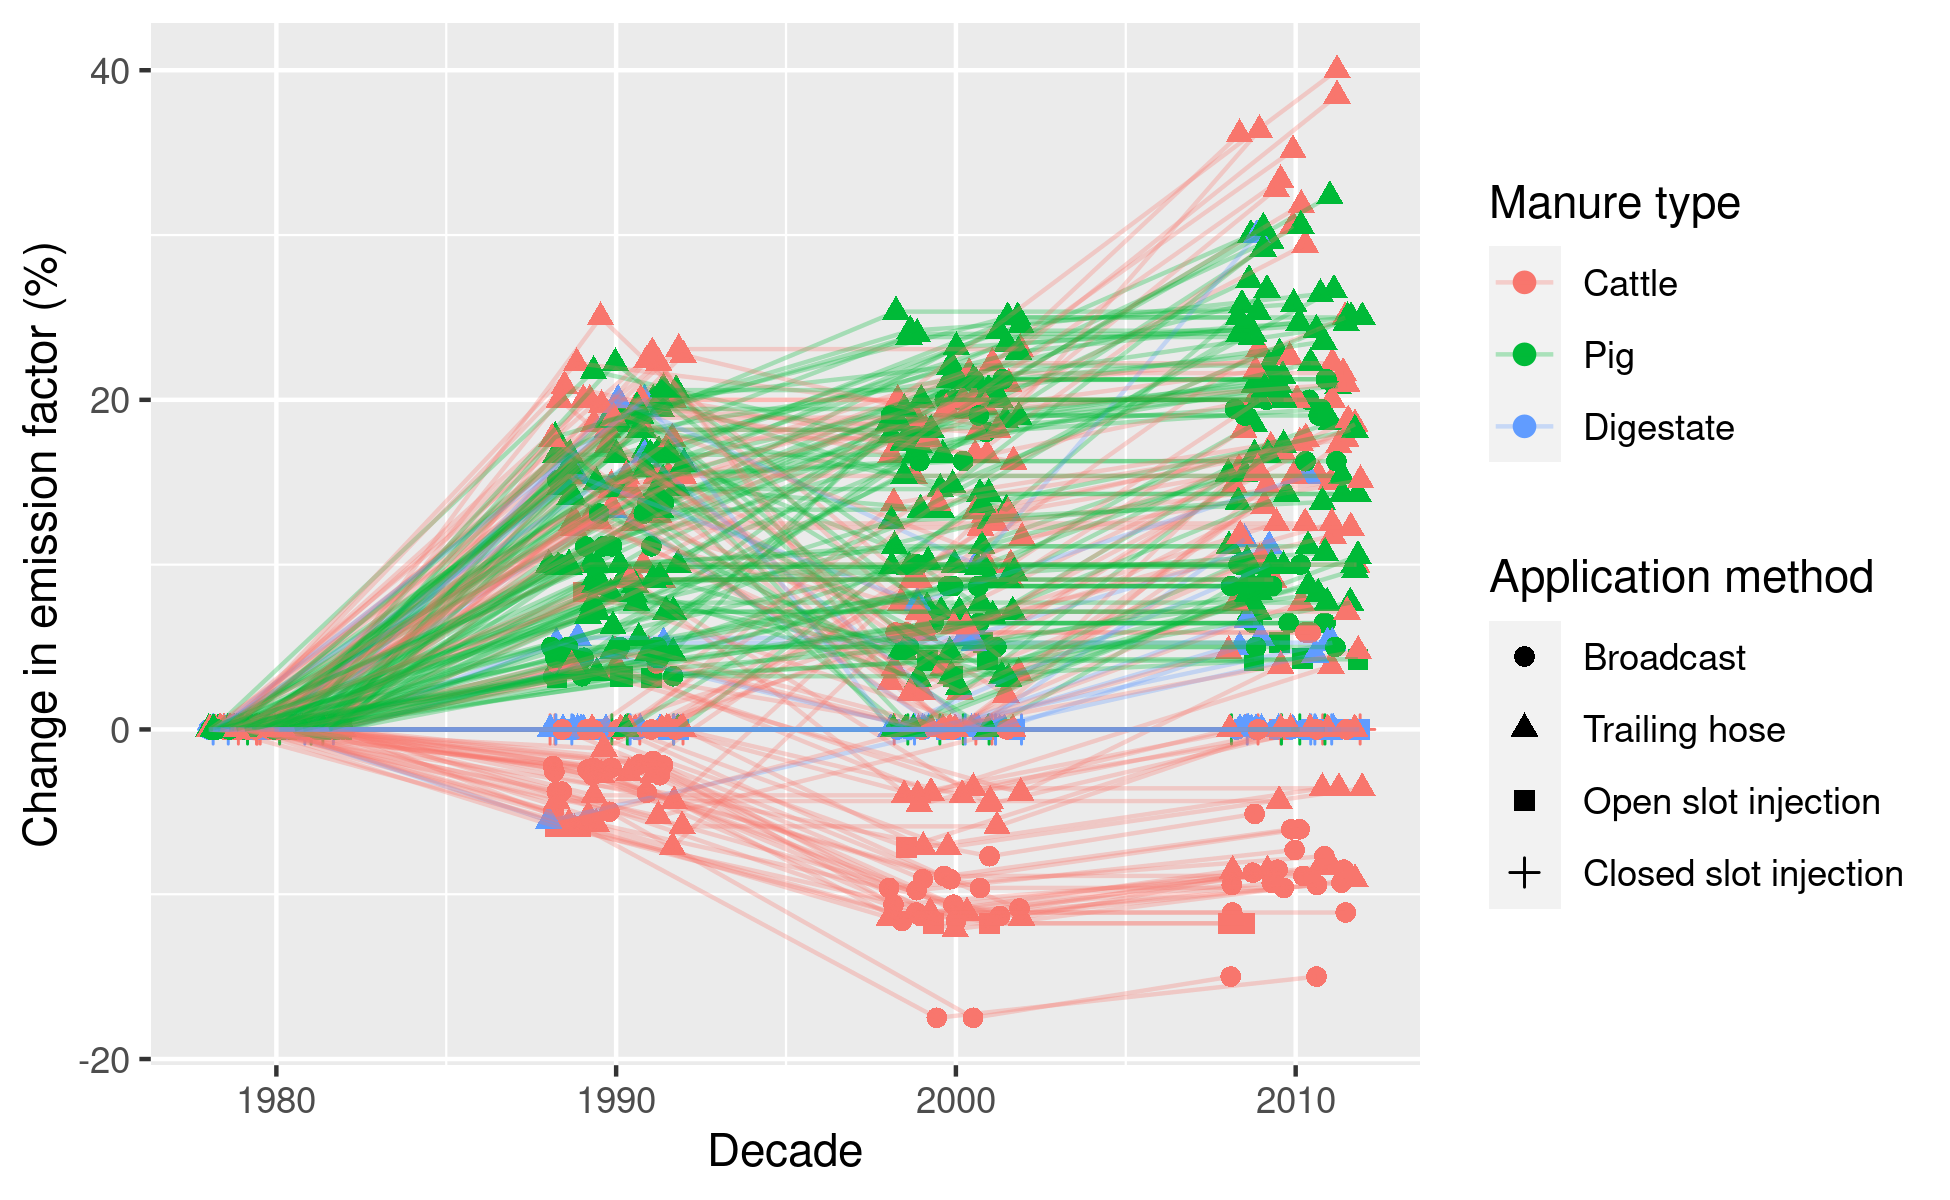 Change in emission factor (%)
40
20
0
-20
1980
1990
2000
2010
Decade
Manure type
Cattle
Pig
Digestate
Application method
Broadcast
Trailing hose
Open slot injection
Closed slot injection